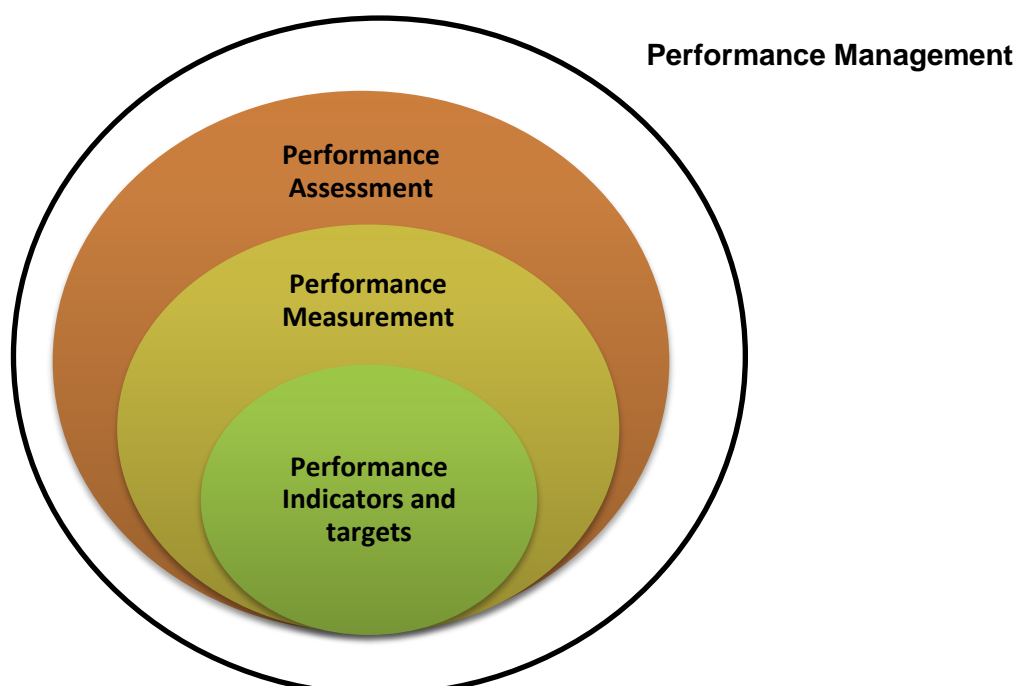 Performance Management
Performance
Assessment
Performance
Measurement
Performance
Indicators and
targets